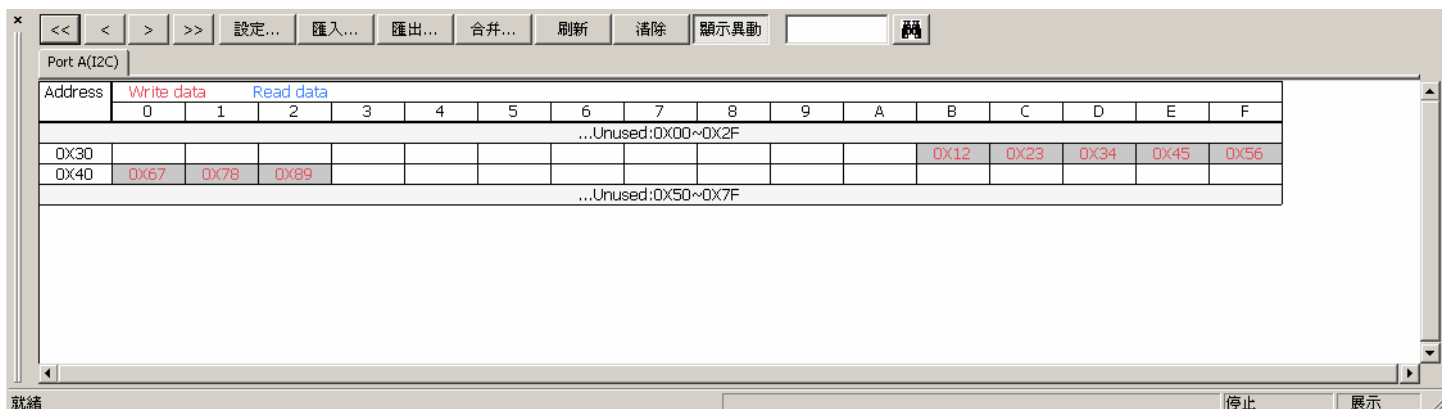 ×
<< < > >> 設定... 匯入... 匯出... 合并... 刷新 清除 顯示異動
Port A(I2C)
Address Write data Read data
0 1 2 3 4 5 6 7 8 9 A B C D E F
...Unused:0X00~0X2F
0X30 0X12 0X23 0X34 0X45 0X56
0X40 0X67 0X78 0X89
...Unused:0X50~0X7F
就緒 停止 展示